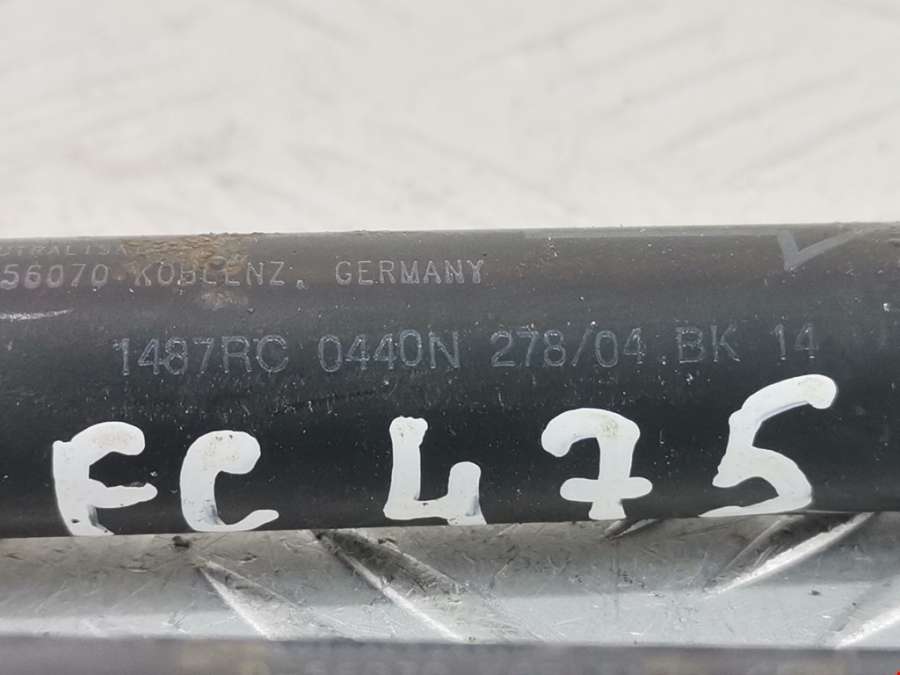 56070 KOBLENZ, GERMANY
1487RC 0440N 278/04 BK 14
FC 475